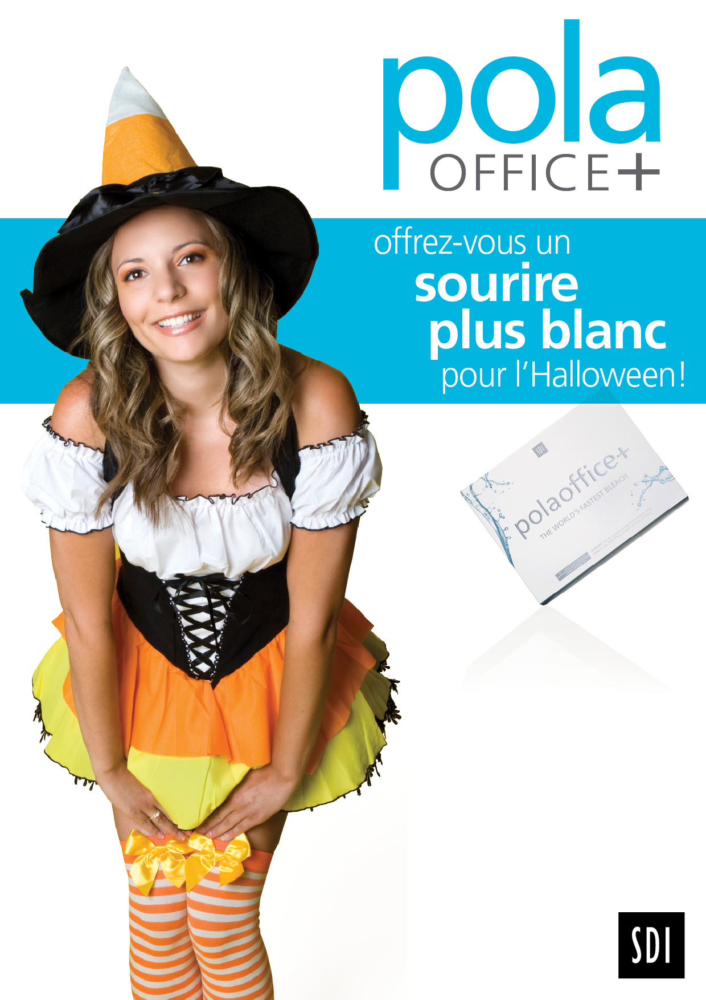 pola
OFFICE+
offrez-vous un
sourire
plus blanc
pour l'Halloween!
SDI
polaoffice+
THE WORLD'S FASTEST BLEACH
SDI